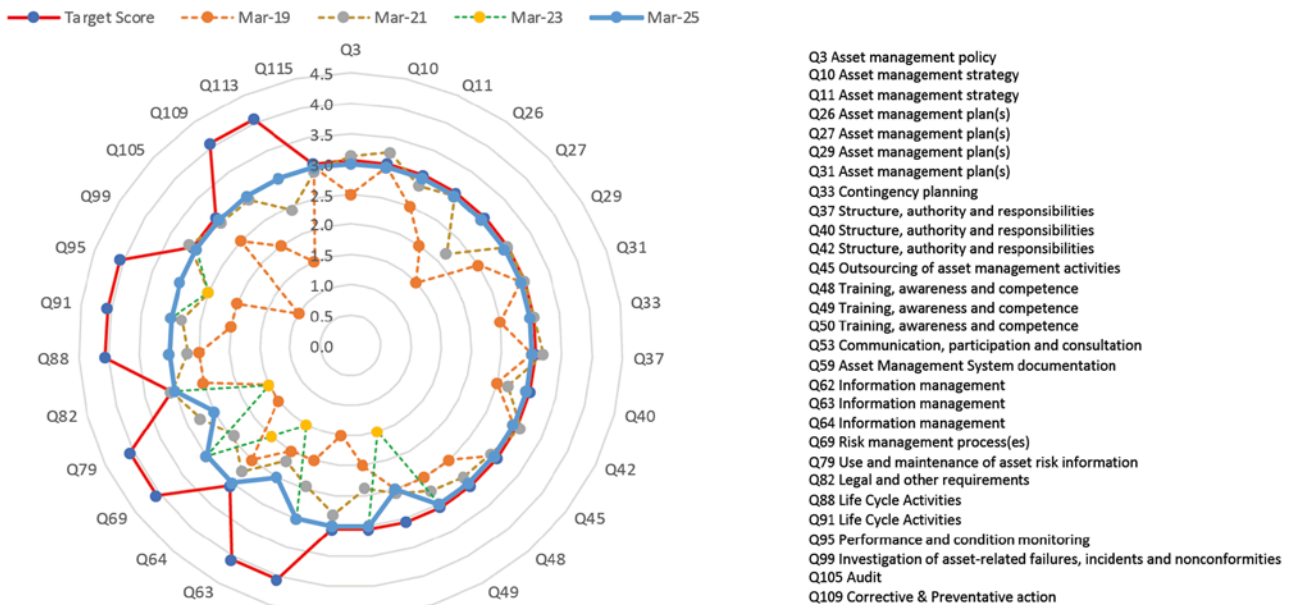 Target Score
Mar-19
Mar-21
Mar-23
Mar-25
Q3
Q10
Q11
Q26
Q27
Q29
Q31
Q33
Q37
Q40
Q42
Q45
Q48
Q49
Q63
Q64
Q69
Q79
Q82
Q88
Q91
Q95
Q99
Q105
Q109
Q113
Q115
4.5
4.0
3.5
3.0
2.5
2.0
1.5
1.0
0.5
0.0
Q3 Asset management policy
Q10 Asset management strategy
Q11 Asset management strategy
Q26 Asset management plan(s)
Q27 Asset management plan(s)
Q29 Asset management plan(s)
Q31 Asset management plan(s)
Q33 Contingency planning
Q37 Structure, authority and responsibilities
Q40 Structure, authority and responsibilities
Q42 Structure, authority and responsibilities
Q45 Outsourcing of asset management activities
Q48 Training, awareness and competence
Q49 Training, awareness and competence
Q50 Training, awareness and competence
Q53 Communication, participation and consultation
Q59 Asset Management System documentation
Q62 Information management
Q63 Information management
Q64 Information management
Q69 Risk management process(es)
Q79 Use and maintenance of asset risk information
Q82 Legal and other requirements
Q88 Life Cycle Activities
Q91 Life Cycle Activities
Q95 Performance and condition monitoring
Q99 Investigation of asset-related failures, incidents and nonconformities
Q105 Audit
Q109 Corrective & Preventative action